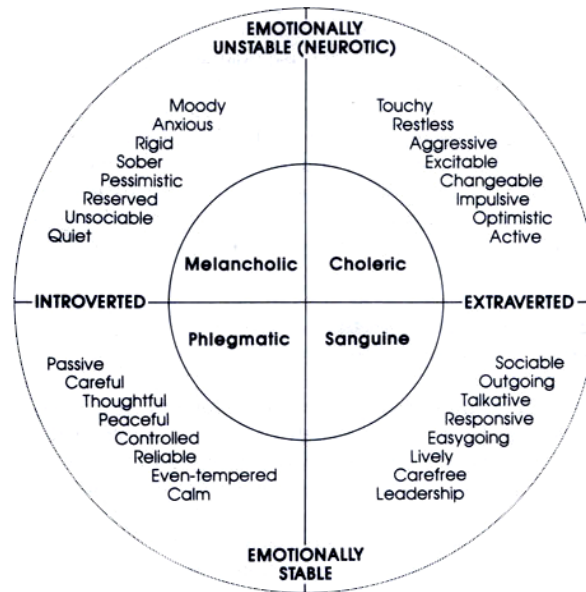 EMOTIONALLY
UNSTABLE (NEUROTIC)
Moody
Anxious
Rigid
Sober
Pessimistic
Reserved
Unsociable
Quiet
Touchy
Restless
Aggressive
Excitable
Changeable
Impulsive
Optimistic
Active
Melancholic
Choleric
INTROVERTED
EXTRAVERTED
Phlegmatic
Sanguine
Passive
Careful
Thoughtful
Peaceful
Controlled
Reliable
Even-tempered
Calm
Sociable
Outgoing
Talkative
Responsive
Easygoing
Lively
Carefree
Leadership
EMOTIONALLY
STABLE